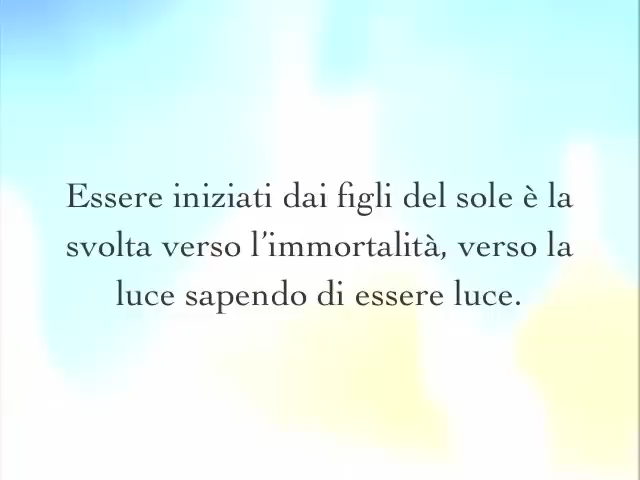 Essere iniziati dai figli del sole è la
svolta verso l’immortalità, verso la
luce sapendo di essere luce.